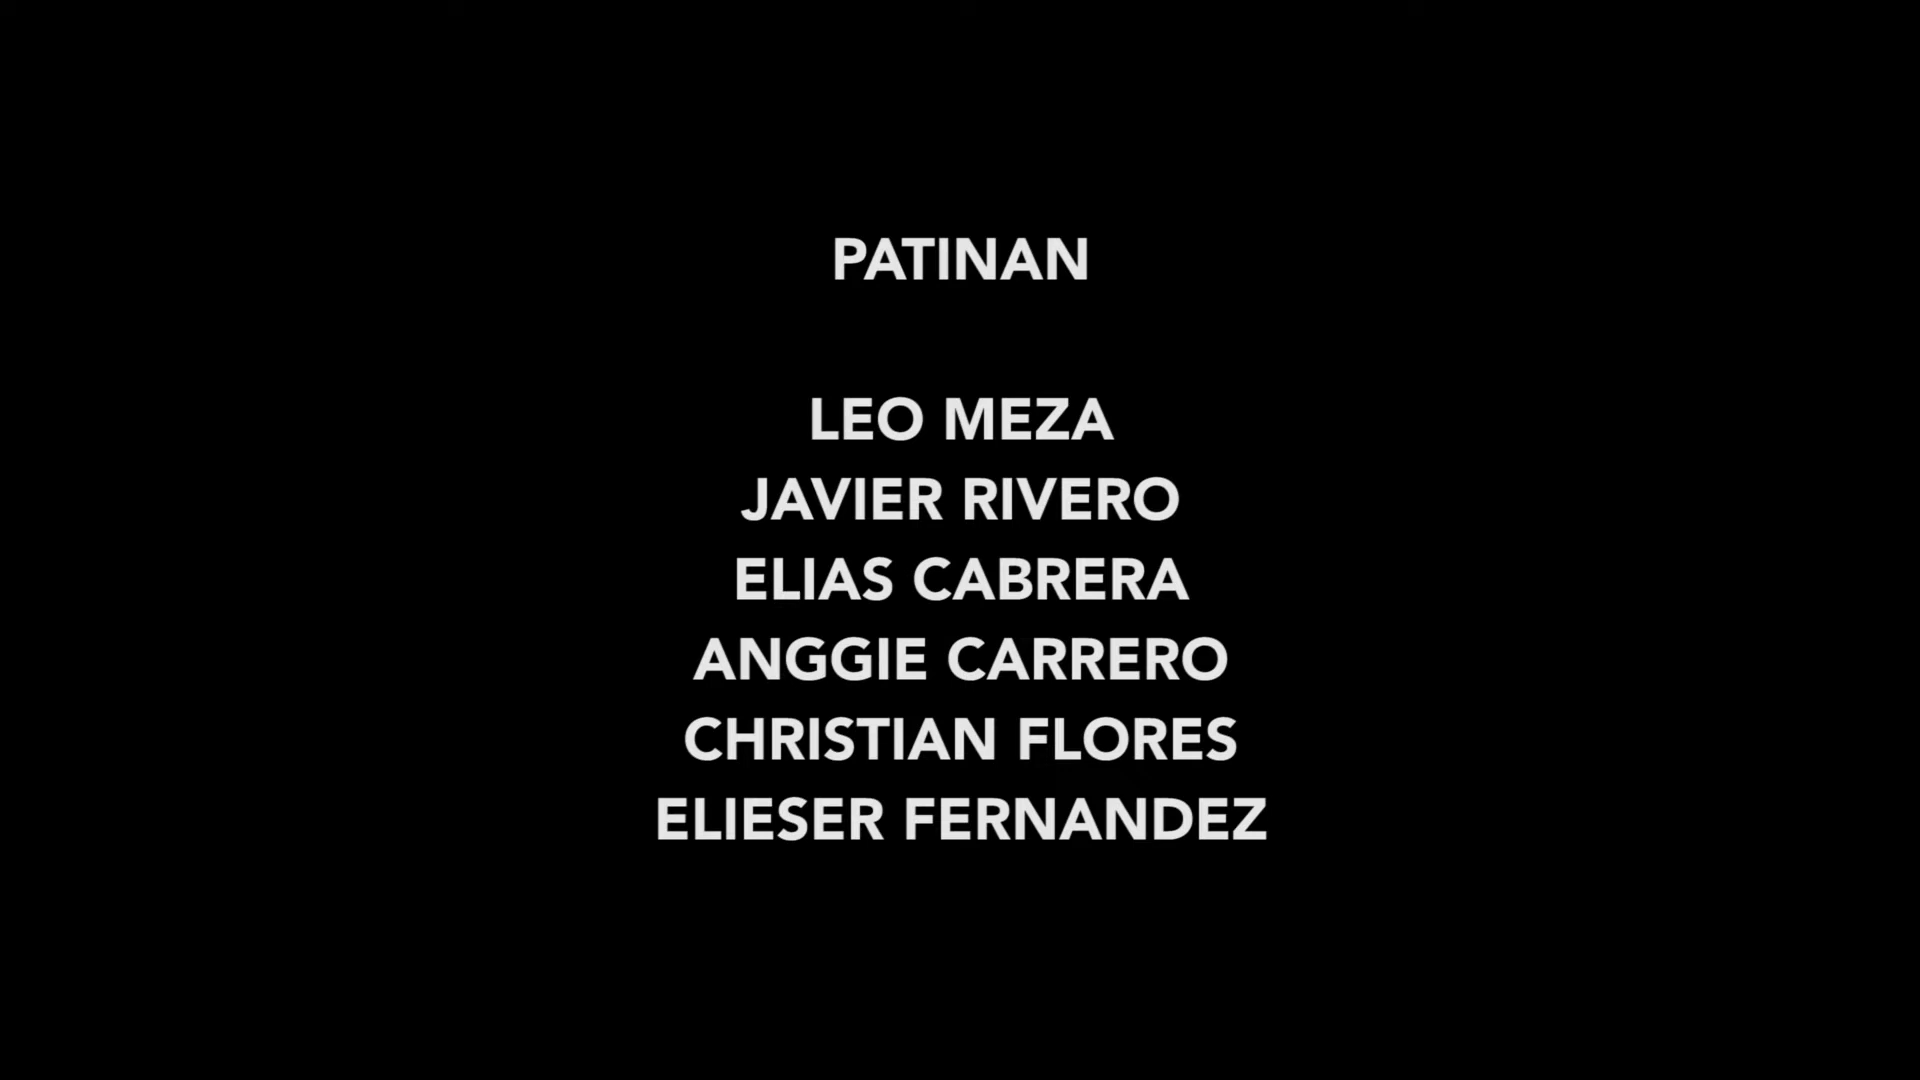 PATINAN
LEO MEZA
JAVIER RIVERO
ELIAS CABRERA
ANGGIE CARRERO
CHRISTIAN FLORES
ELIESER FERNANDEZ